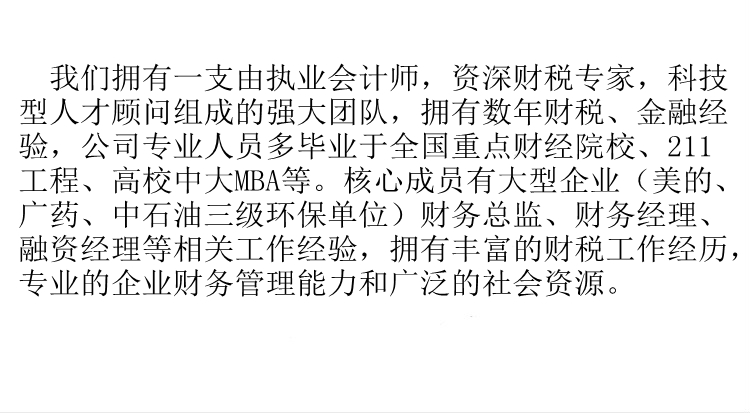 我们拥有一支由执业会计师，资深财税专家，科技
型人才顾问组成的强大团队，拥有数年财税、金融经
验，公司专业人员多毕业于全国重点财经院校、211
工程、高校中大MBA等。核心成员有大型企业（美的、
广药、中石油三级环保单位）财务总监、财务经理、
融资经理等相关工作经验，拥有丰富的财税工作经历，
专业的企业财务管理能力和广泛的社会资源。